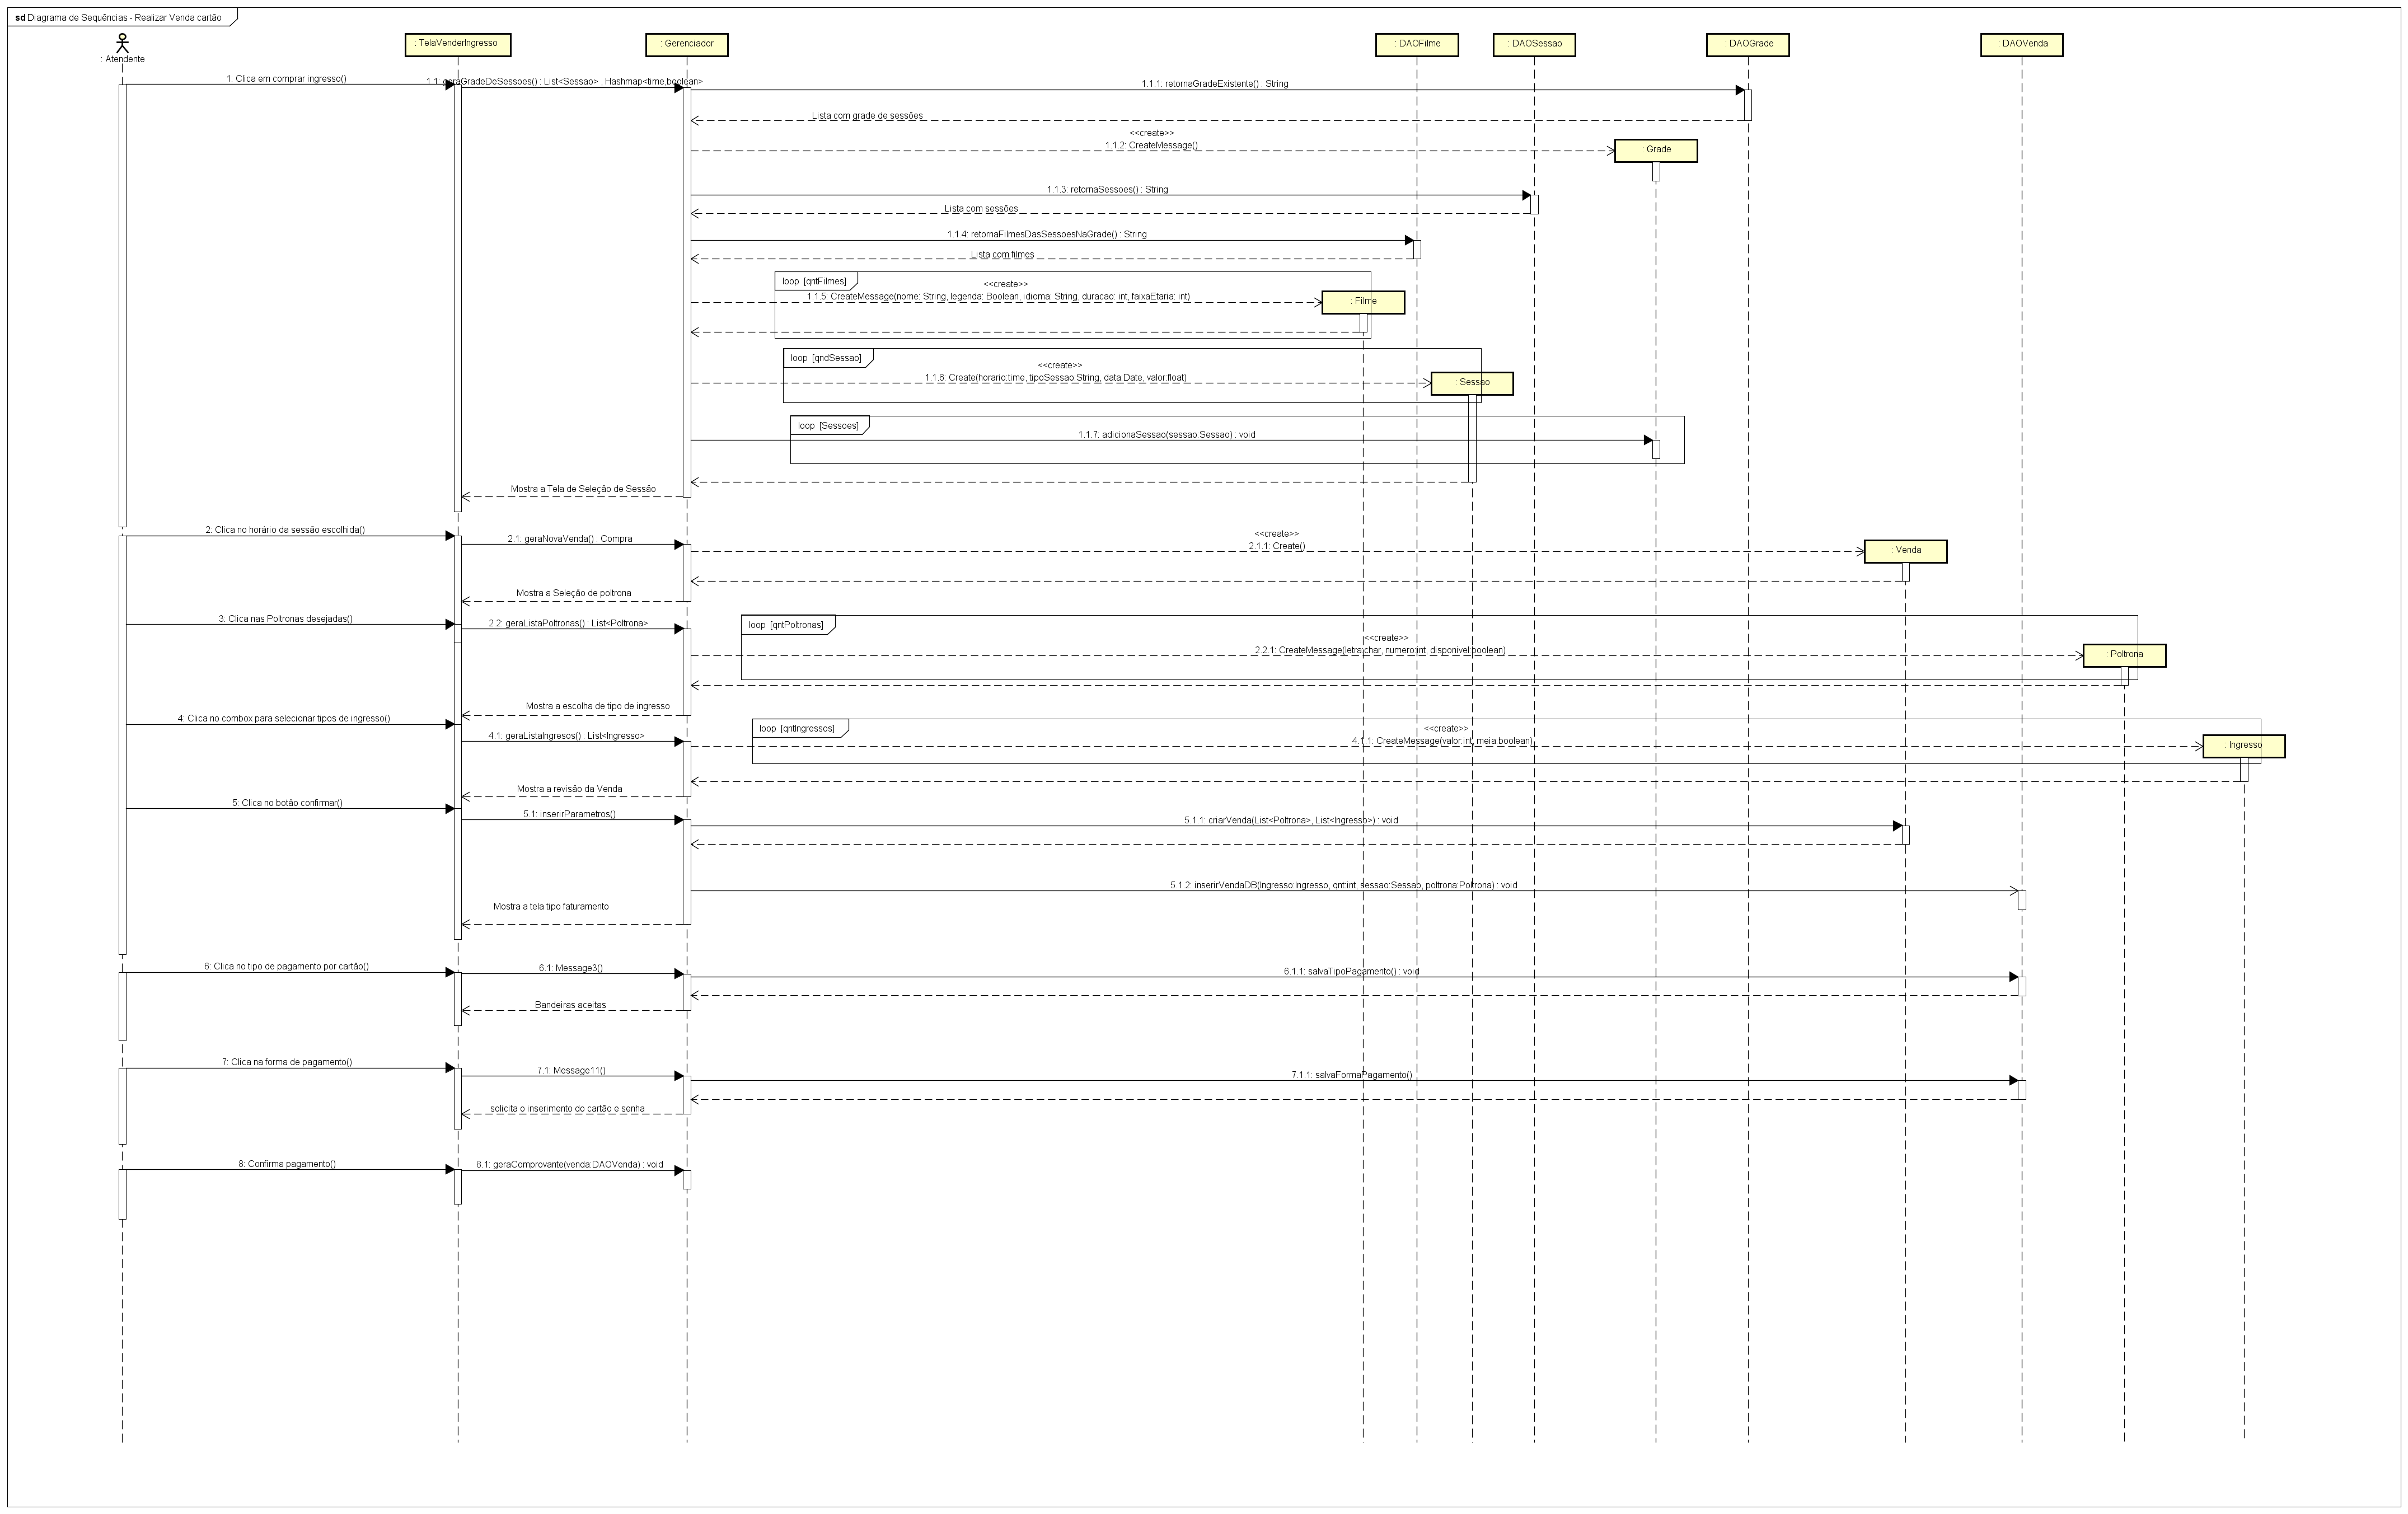 sd Diagrama de Sequências - Realizar Venda cartão
: Atendente
: TelaVenderIngresso
: Gerenciador
: DAOFilme
: DAOSessao
: DAOGrade
: DAOVenda
1: Clica em comprar ingresso()
1.1: geraGradeDeSessoes() : List<Sessao> , Hashmap<time,boolean>
1.1.1: retornaGradeExistente() : String
Lista com grade de sessões
<<create>>
1.1.2: CreateMessage()
: Grade
1.1.3: retornaSessoes() : String
Lista com sessões
1.1.4: retornaFilmesDasSessoesNaGrade() : String
Lista com filmes
loop [qntFilmes]
<<create>>
1.1.5: CreateMessage(nome: String, legenda: Boolean, idioma: String, duracao: int, faixaEtaria: int)
: Filme
loop [qndSessao]
<<create>>
1.1.6: Create(horario:time, tipoSessao:String, data:Date, valor:float)
: Sessao
loop [Sessoes]
1.1.7: adicionaSessao(sessao:Sessao) : void
Mostra a Tela de Seleção de Sessão
2: Clica no horário da sessão escolhida()
2.1: geraNovaVenda() : Compra
<<create>>
2.1.1: Create()
: Venda
Mostra a Seleção de poltrona
3: Clica nas Poltronas desejadas()
2.2: geraListaPoltronas() : List<Poltrona>
loop [qntPoltronas]
<<create>>
2.2.1: CreateMessage(letra:char, numero:int, disponivel:boolean)
: Poltrona
Mostra a escolha de tipo de ingresso
4: Clica no combox para selecionar tipos de ingresso()
4.1: geraListaIngresos() : List<Ingresso>
loop [qntIngressos]
<<create>>
4.1.1: CreateMessage(valor:int, meia:boolean)
: Ingresso
Mostra a revisão da Venda
5: Clica no botão confirmar()
5.1: inserirParametros()
5.1.1: criarVenda(List<Poltrona>, List<Ingresso>) : void
5.1.2: inserirVendaDB(Ingresso:Ingresso, qnt:int, sessao:Sessao, poltrona:Poltrona) : void
Mostra a tela tipo faturamento
6: Clica no tipo de pagamento por cartão()
6.1: Message3()
6.1.1: salvaTipoPagamento() : void
Bandeiras aceitas
7: Clica na forma de pagamento()
7.1: Message11()
7.1.1: salvaFormaPagamento()
solicita o inserimento do cartão e senha
8: Confirma pagamento()
8.1: geraComprovante(venda:DAOVenda) : void